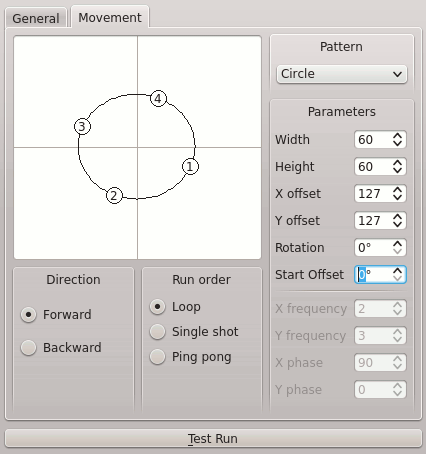 General
Movement
4
3
1
2
Direction
Forward
Backward
Run order
Loop
Single shot
Ping pong
Pattern
Circle
Parameters
Width 60
Height 60
X offset 127
Y offset 127
Rotation 0°
Start Offset 0°
X frequency 2
Y frequency 3
X phase 90
Y phase 0
Test Run